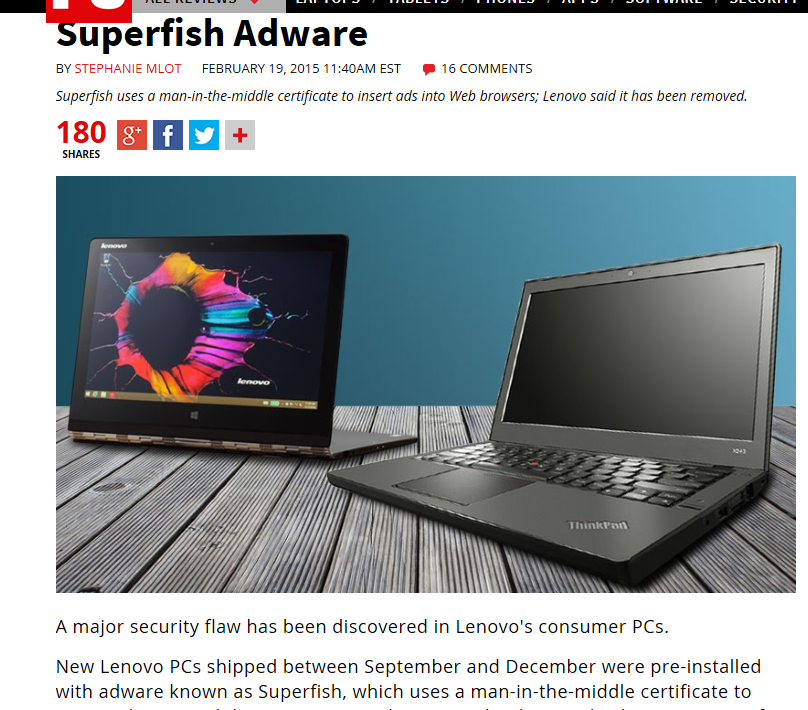 ALL REVIEWS LAPTOPS / TABLETS / PHONES / APPS / SOFTWARE / SECURITY
Superfish Adware
BY STEPHANIE MLOT FEBRUARY 19, 2015 11:40AM EST 16 COMMENTS
Superfish uses a man-in-the-middle certificate to insert ads into Web browsers; Lenovo said it has been removed.
180
SHARES
g+ f +
lenovo
lenovo
ThinkPad
A major security flaw has been discovered in Lenovo's consumer PCs.
New Lenovo PCs shipped between September and December were pre-installed
with adware known as Superfish, which uses a man-in-the-middle certificate to